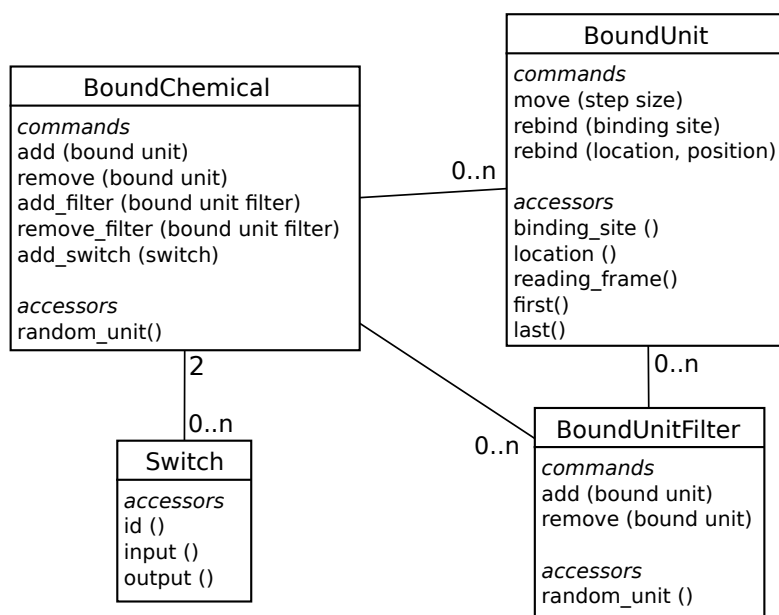 BoundChemical
commands
add (bound unit)
remove (bound unit)
add_filter (bound unit filter)
remove_filter (bound unit filter)
add_switch (switch)
accessors
random_unit()
0..n
BoundUnit
commands
move (step size)
rebind (binding site)
rebind (location, position)
accessors
binding_site ()
location ()
reading_frame()
first()
last()
2
0..n
Switch
accessors
id ()
input ()
output ()
0..n
0..n
BoundUnitFilter
commands
add (bound unit)
remove (bound unit)
accessors
random_unit ()